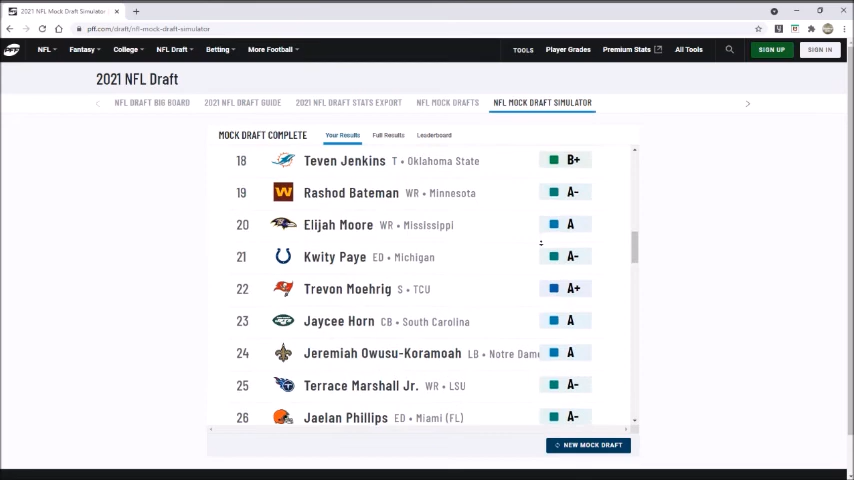 2021 NFL Mock Draft Simulator
pff.com/draft/nfl-mock-draft-simulator
PFF NFL Fantasy College NFL Draft Betting More Football TOOLS Player Grades Premium Stats All Tools SIGN UP SIGN IN
2021 NFL Draft
NFL DRAFT BIG BOARD 2021 NFL DRAFT GUIDE 2021 NFL DRAFT STATS EXPORT NFL MOCK DRAFTS NFL MOCK DRAFT SIMULATOR
MOCK DRAFT COMPLETE Your Results Full Results Leaderboard
18 Teven Jenkins T • Oklahoma State B+
19 W Rashod Bateman WR • Minnesota A-
20 Elijah Moore WR • Mississippi A
21 Kwity Paye ED • Michigan A-
22 Trevon Moehrig S • TCU A+
23 Jaycee Horn CB • South Carolina A
24 Jeremiah Owusu-Koramoah LB • Notre Dame A
25 Terrace Marshall Jr. WR • LSU A-
26 Jaelan Phillips ED • Miami (FL) A-
NEW MOCK DRAFT